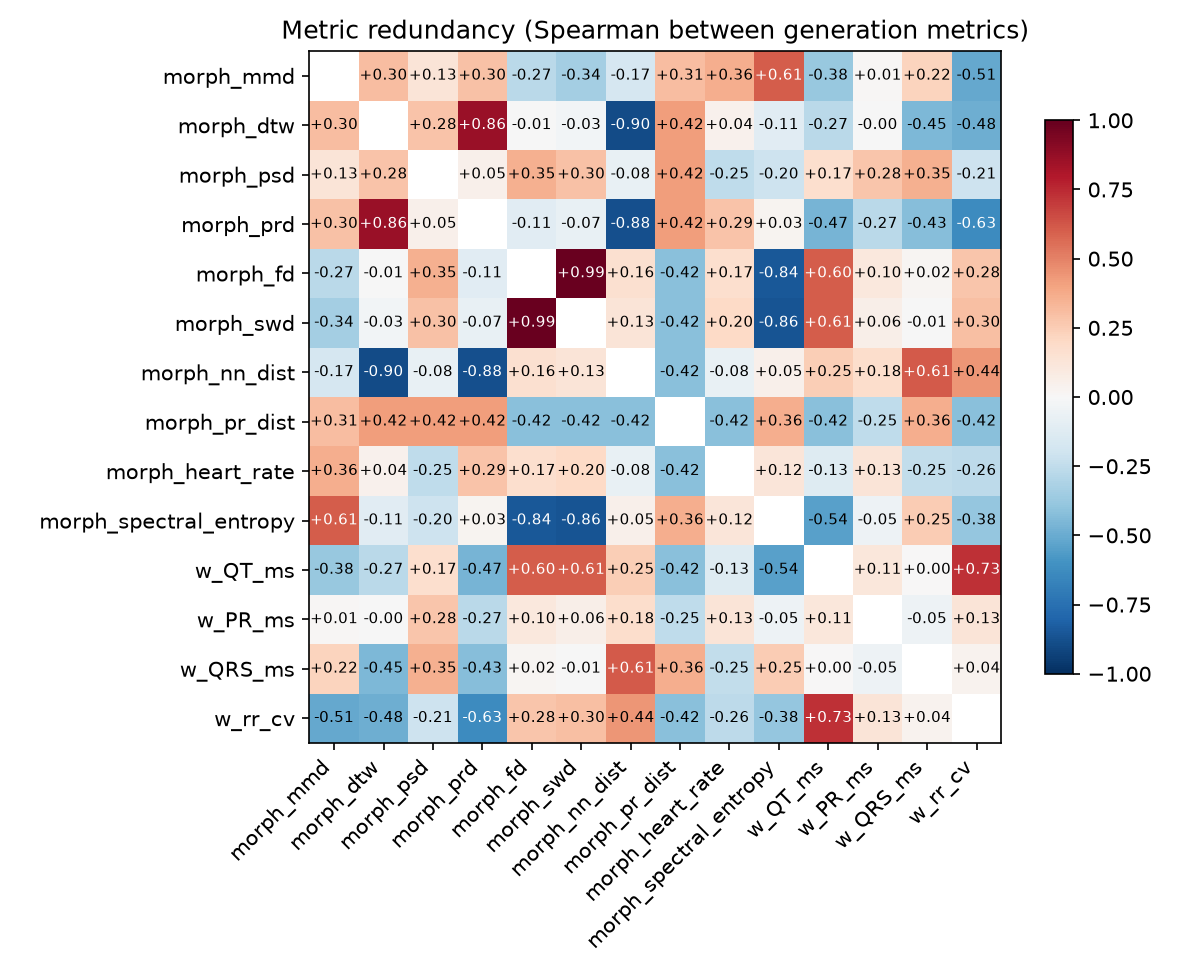 Metric redundancy (Spearman between generation metrics)
morph_mmd +0.30 +0.13 +0.30 -0.27 -0.34 -0.17 +0.31 +0.36 +0.61 -0.38 +0.01 +0.22 -0.51
morph_dtw +0.30 +0.28 +0.86 -0.01 -0.03 -0.90 +0.42 +0.04 -0.11 -0.27 -0.00 -0.45 -0.48
morph_psd +0.13 +0.28 +0.05 +0.35 +0.30 -0.08 +0.42 -0.25 -0.20 +0.17 +0.28 +0.35 -0.21
morph_prd +0.30 +0.86 +0.05 -0.11 -0.07 -0.88 +0.42 +0.29 +0.03 -0.47 -0.27 -0.43 -0.63
morph_fd -0.27 -0.01 +0.35 -0.11 +0.99 +0.16 -0.42 +0.17 -0.84 +0.60 +0.10 +0.02 +0.28
morph_swd -0.34 -0.03 +0.30 -0.07 +0.99 +0.13 -0.42 +0.20 -0.86 +0.61 +0.06 -0.01 +0.30
morph_nn_dist -0.17 -0.90 -0.08 -0.88 +0.16 +0.13 -0.42 -0.08 +0.05 +0.25 +0.18 +0.61 +0.44
morph_pr_dist +0.31 +0.42 +0.42 +0.42 -0.42 -0.42 -0.42 -0.42 +0.36 -0.42 -0.25 +0.36 -0.42
morph_heart_rate +0.36 +0.04 -0.25 +0.29 +0.17 +0.20 -0.08 -0.42 +0.12 -0.13 +0.13 -0.25 -0.26
morph_spectral_entropy +0.61 -0.11 -0.20 +0.03 -0.84 -0.86 +0.05 +0.36 +0.12 -0.54 -0.05 +0.25 -0.38
w_QT_ms -0.38 -0.27 +0.17 -0.47 +0.60 +0.61 +0.25 -0.42 -0.13 -0.54 +0.11 +0.00 +0.73
w_PR_ms +0.01 -0.00 +0.28 -0.27 +0.10 +0.06 +0.18 -0.25 +0.13 -0.05 +0.11 -0.05 +0.13
w_QRS_ms +0.22 -0.45 +0.35 -0.43 +0.02 -0.01 +0.61 +0.36 -0.25 +0.25 +0.00 -0.05 +0.04
w_rr_cv -0.51 -0.48 -0.21 -0.63 +0.28 +0.30 +0.44 -0.42 -0.26 -0.38 +0.73 +0.13 +0.04
morph_mmd
morph_dtw
morph_psd
morph_prd
morph_fd
morph_swd
morph_nn_dist
morph_pr_dist
morph_heart_rate
morph_spectral_entropy
w_QT_ms
w_PR_ms
w_QRS_ms
w_rr_cv
1.00
0.75
0.50
0.25
0.00
−0.25
−0.50
−0.75
−1.00